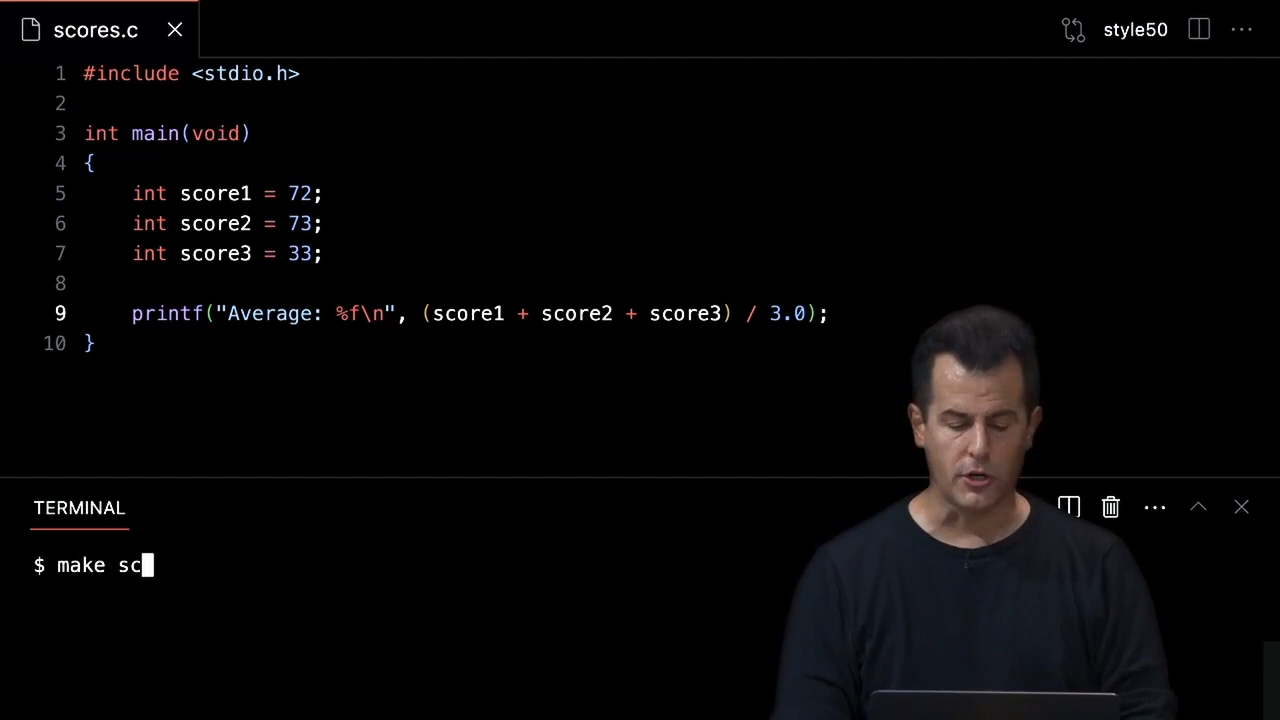 scores.c
style50
1 #include <stdio.h>
2
3 int main(void)
4 {
5     int score1 = 72;
6     int score2 = 73;
7     int score3 = 33;
8
9     printf("Average: %f\n", (score1 + score2 + score3) / 3.0);
10 }
TERMINAL
$ make sc